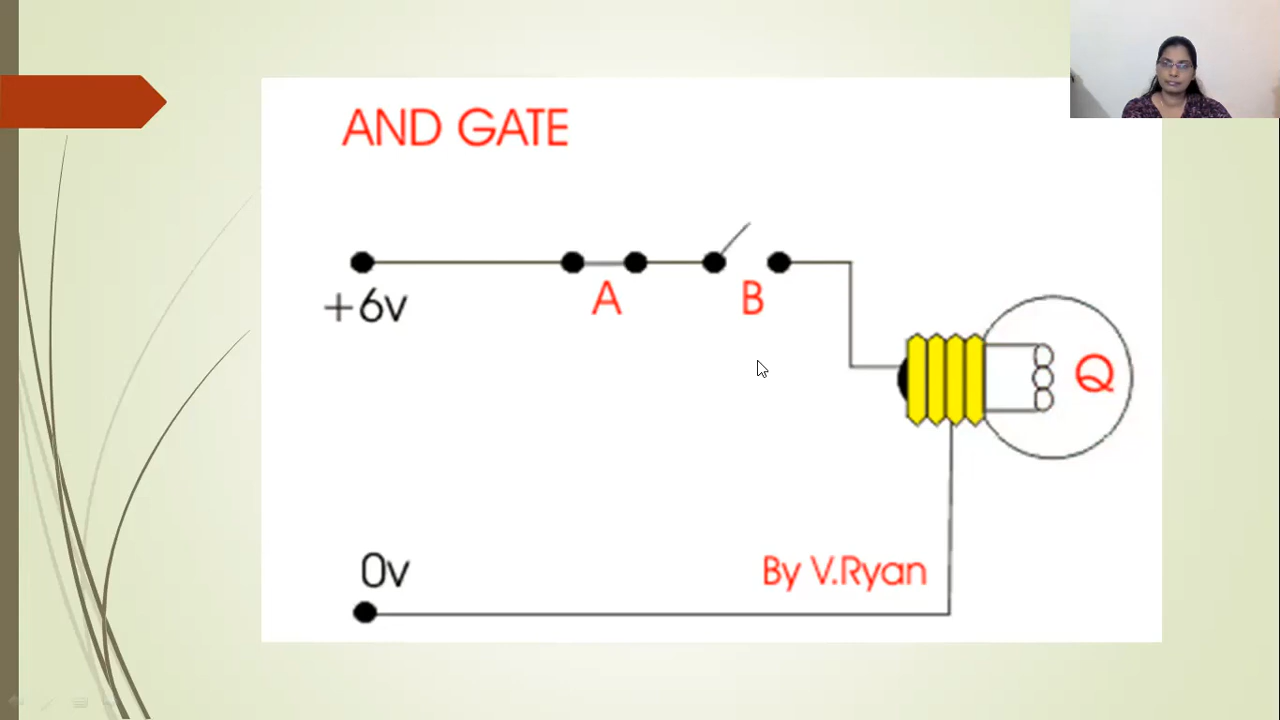 AND GATE
+6v
A
B
Q
0v
By V.Ryan